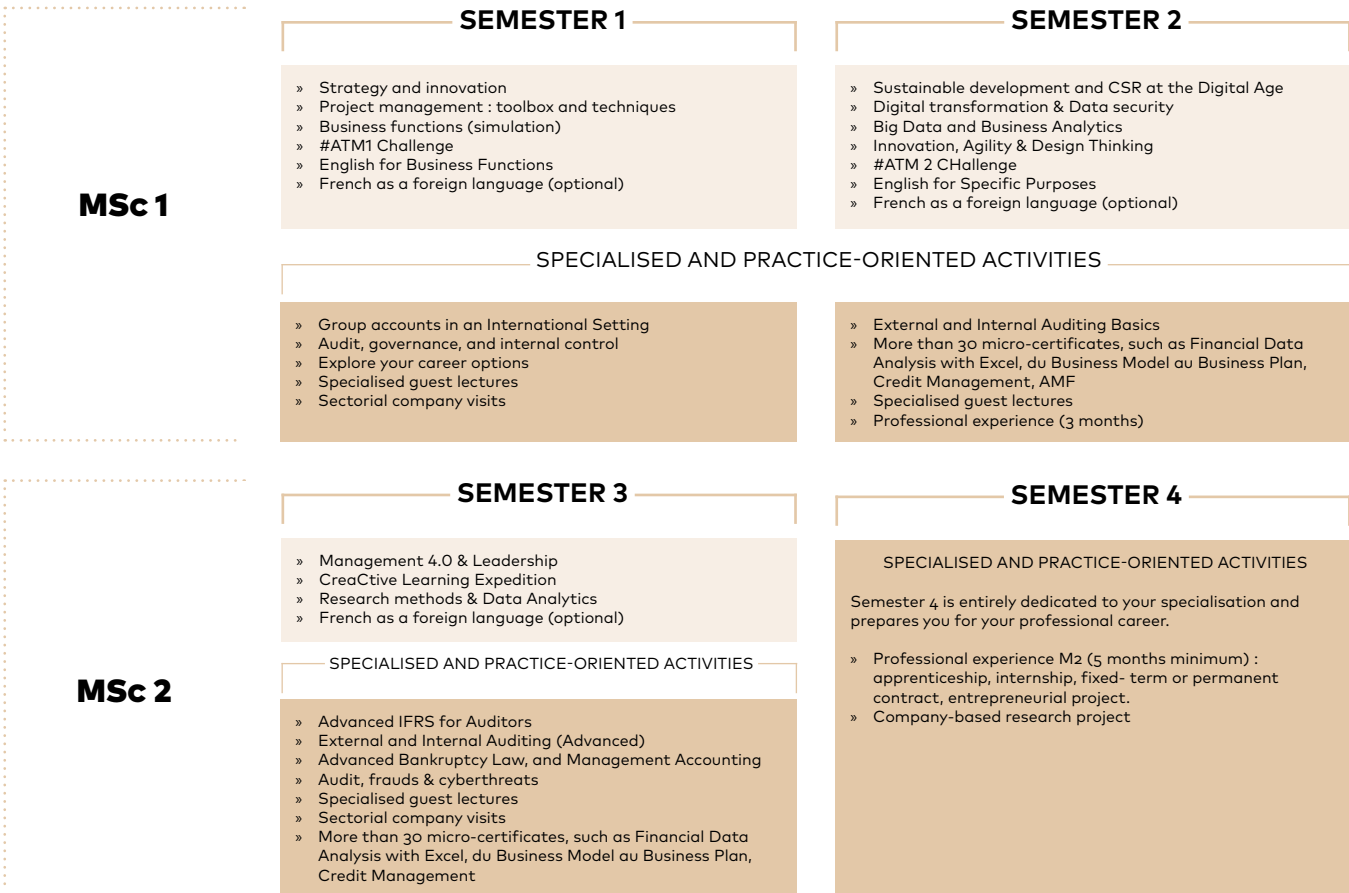 MSc 1
SEMESTER 1
» Strategy and innovation
» Project management : toolbox and techniques
» Business functions (simulation)
» #ATM1 Challenge
» English for Business Functions
» French as a foreign language (optional)
SEMESTER 2
» Sustainable development and CSR at the Digital Age
» Digital transformation & Data security
» Big Data and Business Analytics
» Innovation, Agility & Design Thinking
» #ATM 2 CHallenge
» English for Specific Purposes
» French as a foreign language (optional)
SPECIALISED AND PRACTICE-ORIENTED ACTIVITIES
» Group accounts in an International Setting
» Audit, governance, and internal control
» Explore your career options
» Specialised guest lectures
» Sectorial company visits
» External and Internal Auditing Basics
» More than 30 micro-certificates, such as Financial Data
Analysis with Excel, du Business Model au Business Plan,
Credit Management, AMF
» Specialised guest lectures
» Professional experience (3 months)
MSc 2
SEMESTER 3
» Management 4.0 & Leadership
» CreaCtive Learning Expedition
» Research methods & Data Analytics
» French as a foreign language (optional)
SPECIALISED AND PRACTICE-ORIENTED ACTIVITIES
» Advanced IFRS for Auditors
» External and Internal Auditing (Advanced)
» Advanced Bankruptcy Law, and Management Accounting
» Audit, frauds & cyberthreats
» Specialised guest lectures
» Sectorial company visits
» More than 30 micro-certificates, such as Financial Data
Analysis with Excel, du Business Model au Business Plan,
Credit Management
SEMESTER 4
SPECIALISED AND PRACTICE-ORIENTED ACTIVITIES
Semester 4 is entirely dedicated to your specialisation and
prepares you for your professional career.
» Professional experience M2 (5 months minimum) :
apprenticeship, internship, fixed- term or permanent
contract, entrepreneurial project.
» Company-based research project